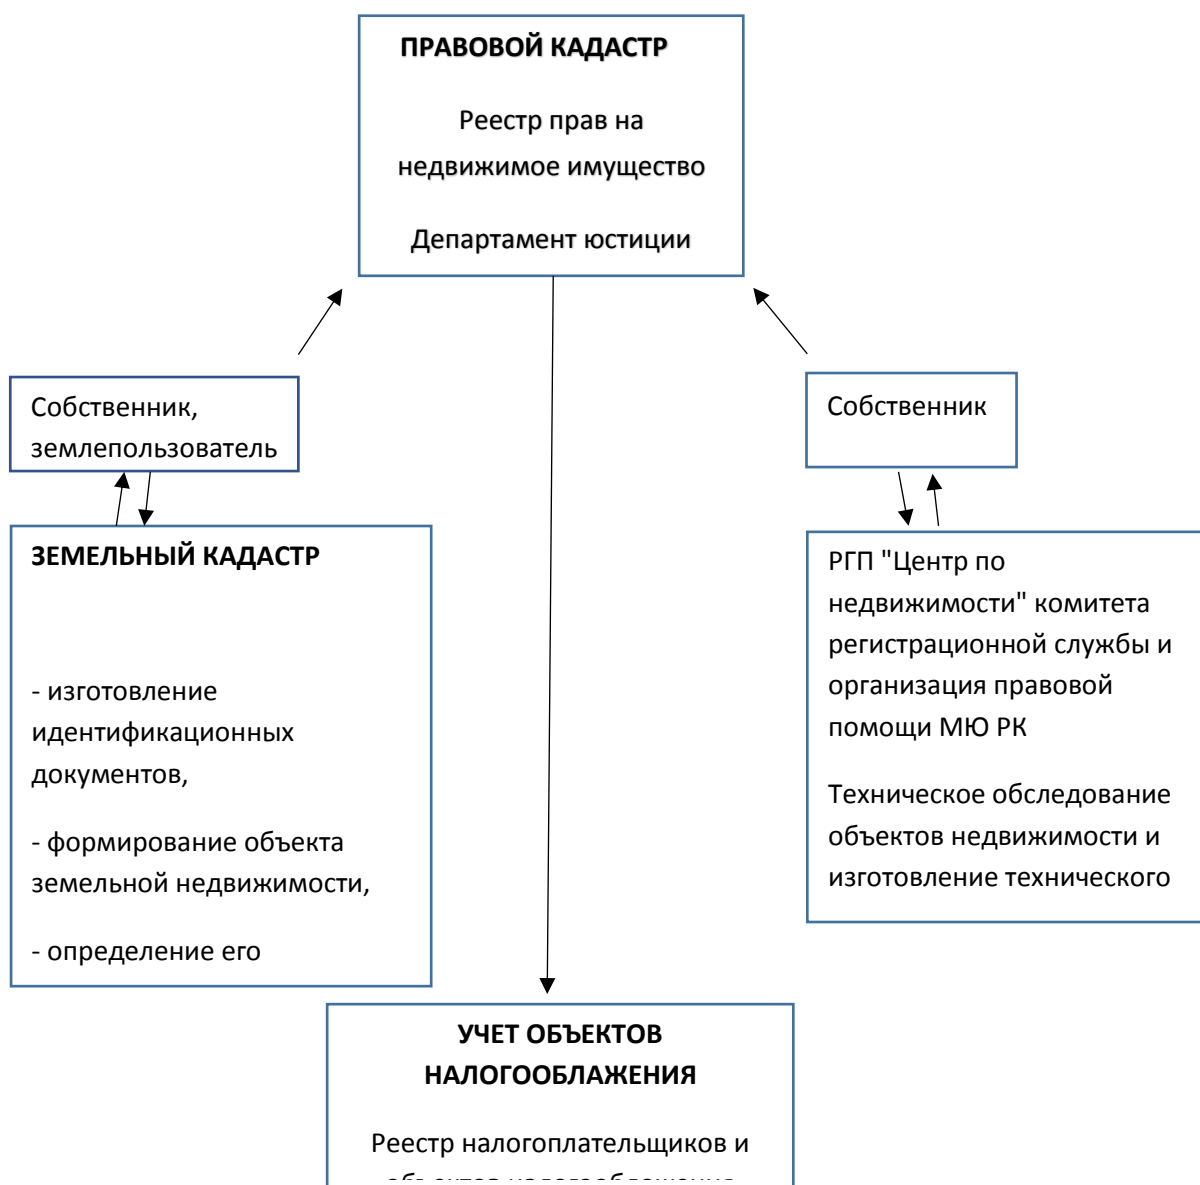 ПРАВОВОЙ КАДАСТР
Реестр прав на
недвижимое имущество
Департамент юстиции
Собственник,
землепользователь
Собственник
ЗЕМЕЛЬНЫЙ КАДАСТР
- изготовление
идентификационных
документов,
- формирование объекта
земельной недвижимости,
- определение его
РГП "Центр по
недвижимости" комитета
регистрационной службы и
организация правовой
помощи МЮ РК
Техническое обследование
объектов недвижимости и
изготовление технического
УЧЕТ ОБЪЕКТОВ
НАЛОГООБЛАЖЕНИЯ
Реестр налогоплательщиков и